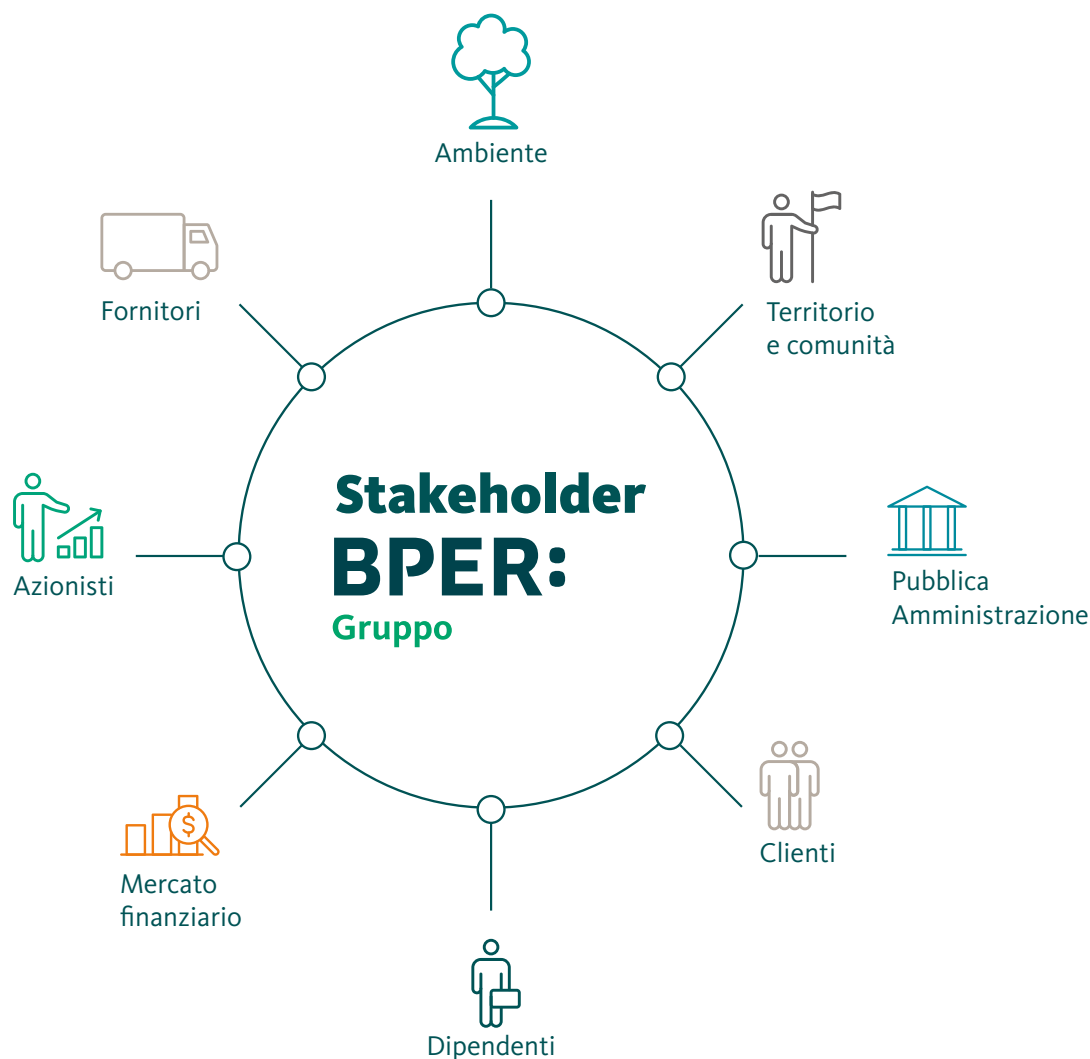 Ambiente
Fornitori
Territorio
e comunità
Stakeholder
BPER:
Gruppo
Azionisti
Pubblica
Amministrazione
Mercato
finanziario
$
Clienti
Dipendenti